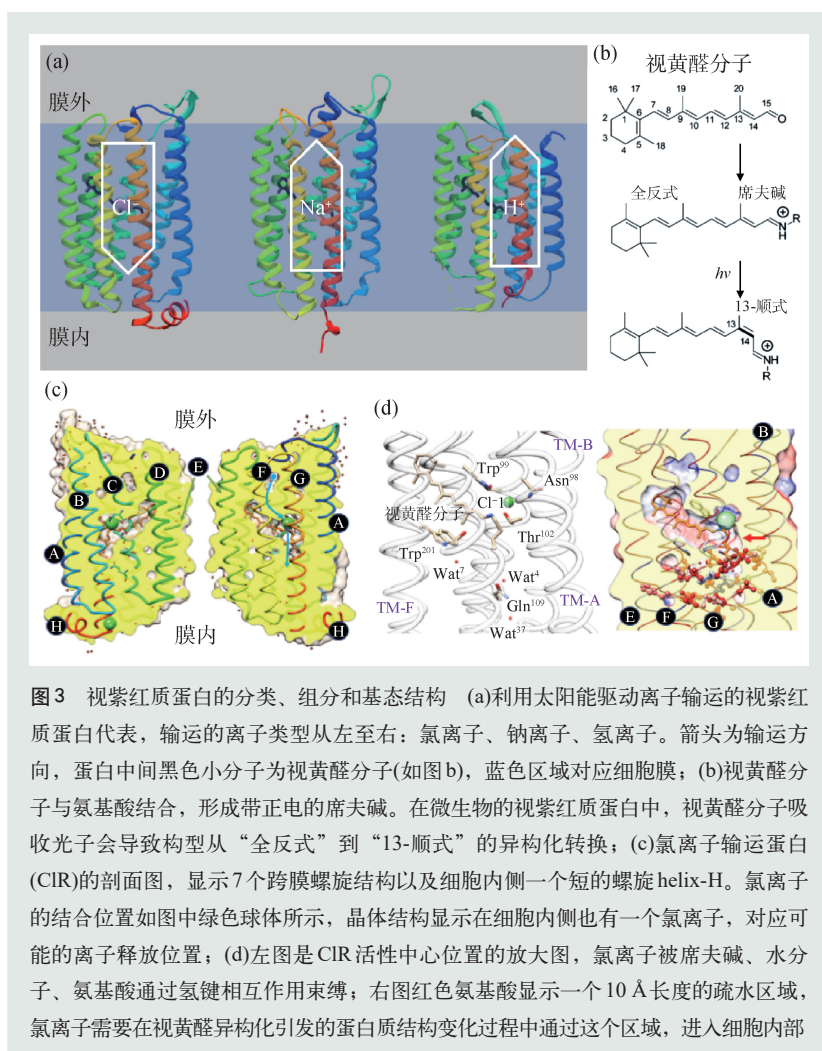 (a)
膜外
Cl⁻
Na⁺
H⁺
膜内
(b)
视黄醛分子
16
17
19
20
15
2
1
6
7
8
9
10
11
12
13
14
O
3
4
5
18
全反式
席夫碱
⊕
NH
R
hv
13-顺式
13
14
⊕
NH
R
(c)
膜外
B
C
D
E
F
G
A
A
H
H
膜内
(d)
TM-B
Trp⁹⁹
Asn⁹⁸
Cl⁻1
视黄醛分子
Thr¹⁰²
Trp²⁰¹
Wat⁷
Wat⁴
TM-F
Gln¹⁰⁹
TM-A
Wat³⁷
B
A
E
F
G
图3 视紫红质蛋白的分类、组分和基态结构 (a)利用太阳能驱动离子输运的视紫红
质蛋白代表，输运的离子类型从左至右：氯离子、钠离子、氢离子。箭头为输运方
向，蛋白中间黑色小分子为视黄醛分子(如图b)，蓝色区域对应细胞膜；(b)视黄醛分
子与氨基酸结合，形成带正电的席夫碱。在微生物的视紫红质蛋白中，视黄醛分子吸
收光子会导致构型从“全反式”到“13-顺式”的异构化转换；(c)氯离子输运蛋白
(ClR)的剖面图，显示7个跨膜螺旋结构以及细胞内侧一个短的螺旋helix-H。氯离子
的结合位置如图中绿色球体所示，晶体结构显示在细胞内侧也有一个氯离子，对应可
能的离子释放位置；(d)左图是ClR活性中心位置的放大图，氯离子被席夫碱、水分
子、氨基酸通过氢键相互作用束缚；右图红色氨基酸显示一个10 Å长度的疏水区域，
氯离子需要在视黄醛异构化引发的蛋白质结构变化过程中通过这个区域，进入细胞内部